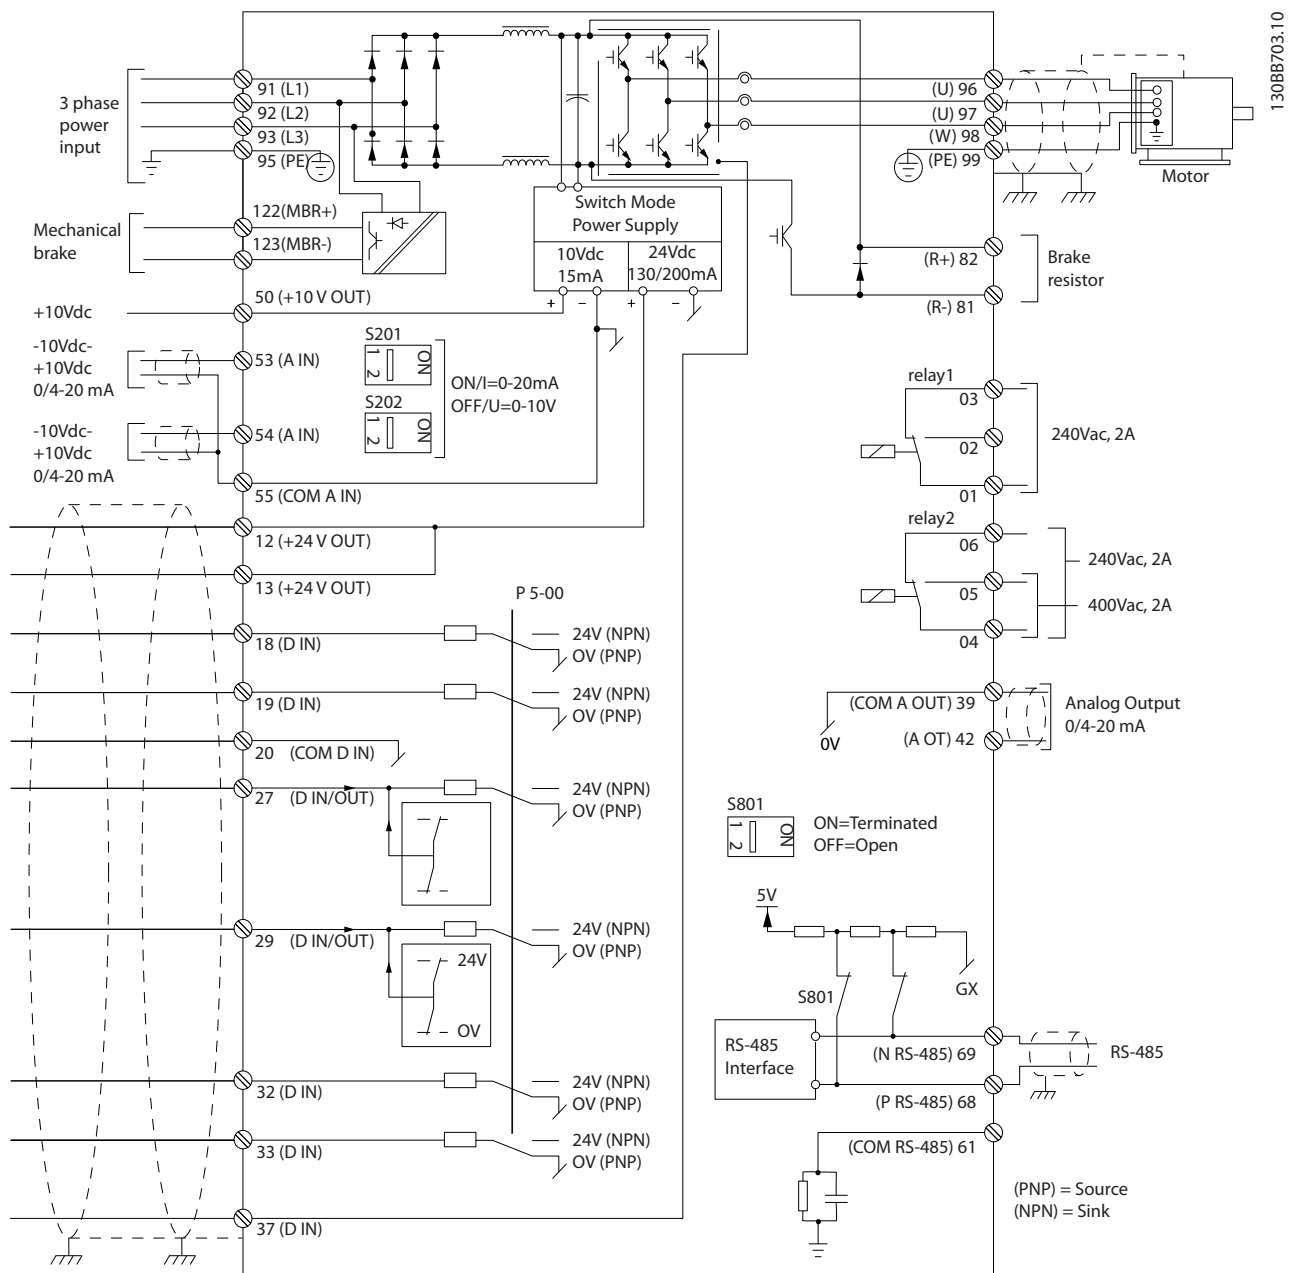 130BB703.10
3 phase
power
input
91 (L1)
92 (L2)
93 (L3)
95 (PE)
(U) 96
(U) 97
(W) 98
(PE) 99
Motor
Switch Mode
Power Supply
10Vdc
15mA
24Vdc
130/200mA
+ − + −
Mechanical
brake
122(MBR+)
123(MBR-)
(R+) 82
(R-) 81
Brake
resistor
+10Vdc
50 (+10 V OUT)
-10Vdc-
+10Vdc
0/4-20 mA
53 (A IN)
S201
1 2 ON
S202
1 2 ON
ON/I=0-20mA
OFF/U=0-10V
-10Vdc-
+10Vdc
0/4-20 mA
54 (A IN)
55 (COM A IN)
relay1
03
02
01
240Vac, 2A
relay2
06
05
04
240Vac, 2A
400Vac, 2A
12 (+24 V OUT)
13 (+24 V OUT)
P 5-00
18 (D IN)
24V (NPN)
OV (PNP)
19 (D IN)
24V (NPN)
OV (PNP)
20 (COM D IN)
27 (D IN/OUT)
24V (NPN)
OV (PNP)
29 (D IN/OUT)
24V (NPN)
OV (PNP)
24V
OV
32 (D IN)
24V (NPN)
OV (PNP)
33 (D IN)
24V (NPN)
OV (PNP)
37 (D IN)
(COM A OUT) 39
0V
(A OT) 42
Analog Output
0/4-20 mA
S801
1 2 ON
ON=Terminated
OFF=Open
5V
GX
S801
RS-485
Interface
(N RS-485) 69
(P RS-485) 68
RS-485
(COM RS-485) 61
(PNP) = Source
(NPN) = Sink